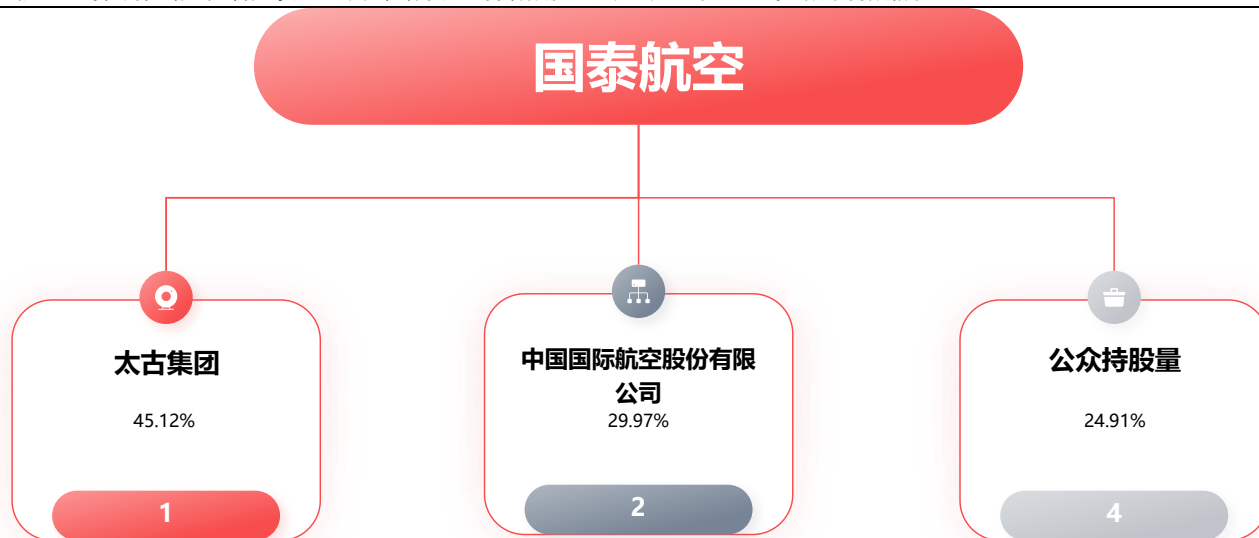 国泰航空
太古集团
45.12%
1
中国国际航空股份有限
公司
29.97%
2
公众持股量
24.91%
4